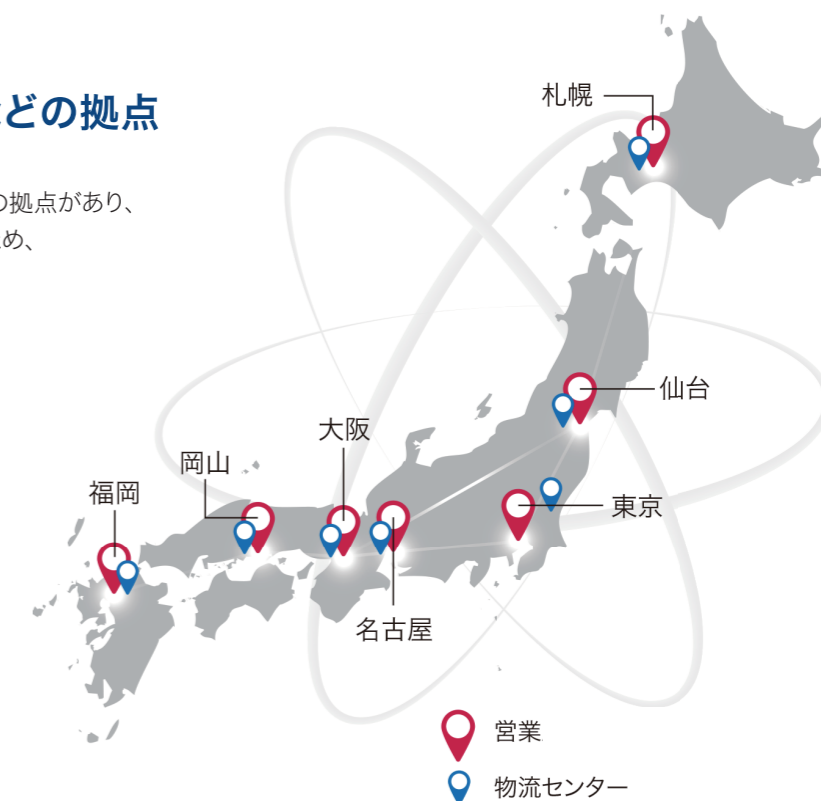 どの拠点
の拠点があり、
め、
札幌
仙台
大阪
岡山
福岡
東京
名古屋
営業
物流センター